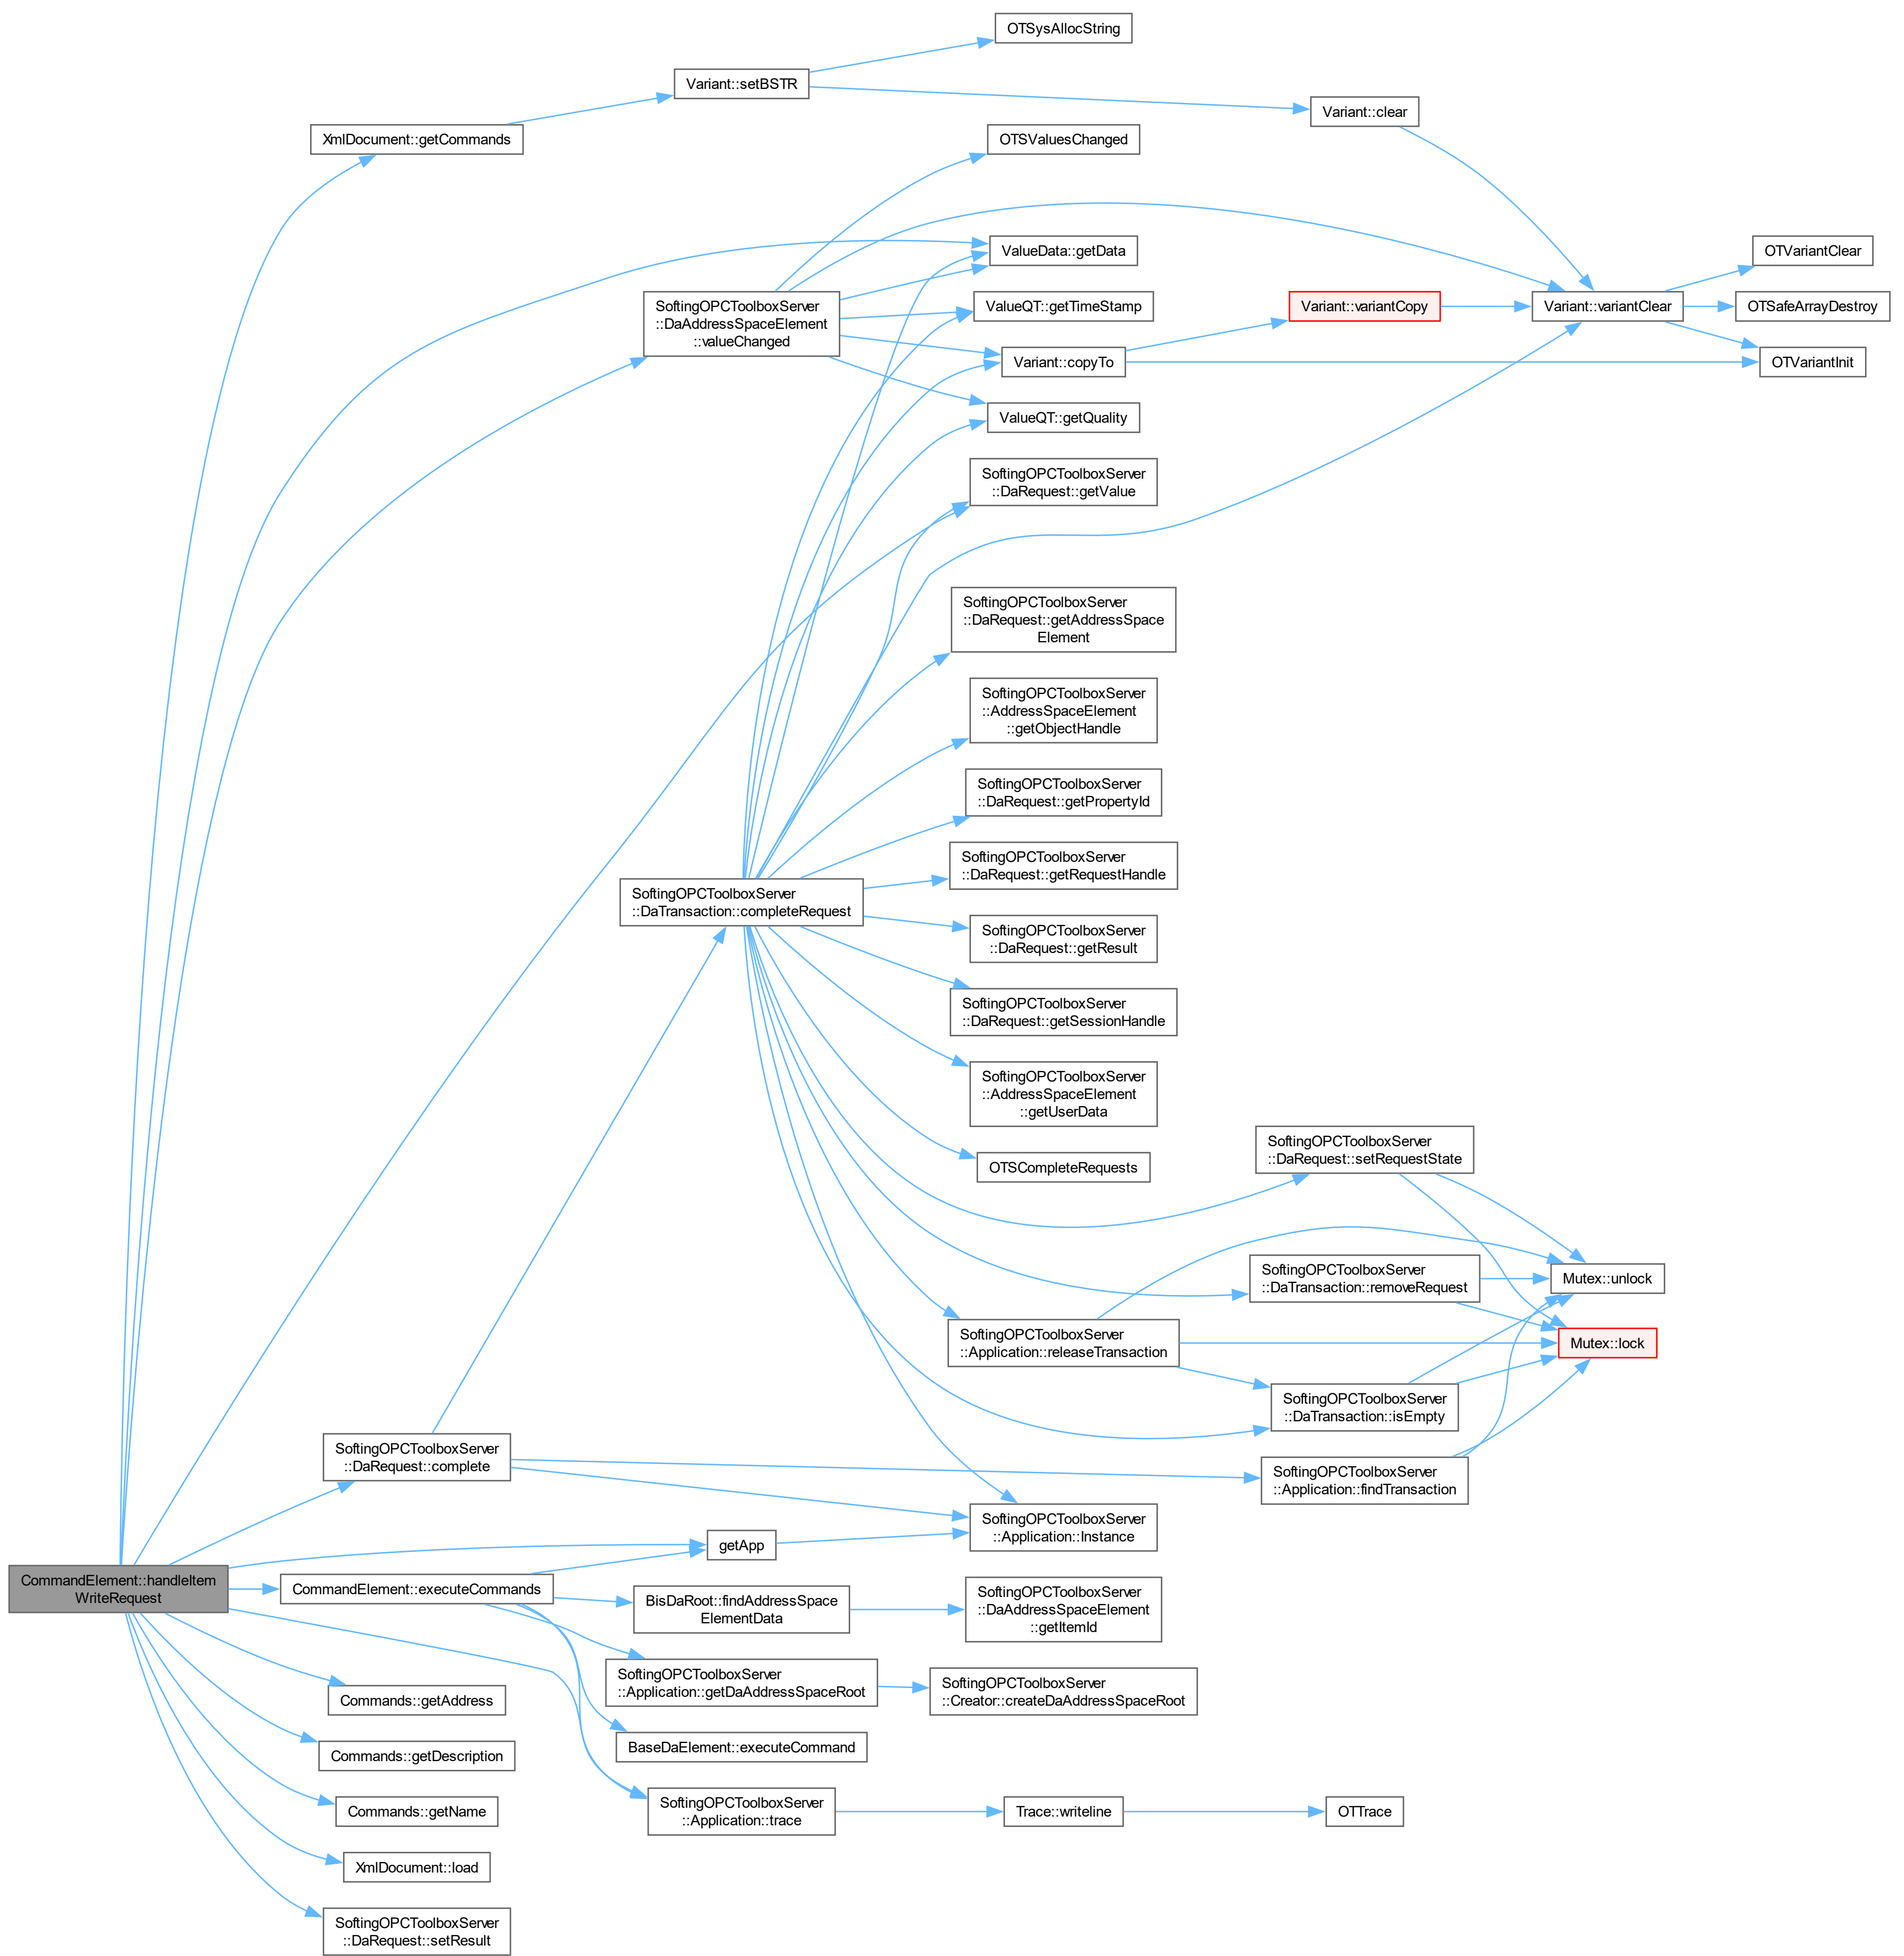 OTSysAllocString
Variant::setBSTR
Variant::clear
XmlDocument::getCommands
OTSValuesChanged
ValueData::getData
OTVariantClear
SoftingOPCToolboxServer
::DaAddressSpaceElement
::valueChanged
ValueQT::getTimeStamp
Variant::variantCopy
Variant::variantClear
OTSafeArrayDestroy
Variant::copyTo
OTVariantInit
ValueQT::getQuality
SoftingOPCToolboxServer
::DaRequest::getValue
SoftingOPCToolboxServer
::DaRequest::getAddressSpace
Element
SoftingOPCToolboxServer
::AddressSpaceElement
::getObjectHandle
SoftingOPCToolboxServer
::DaRequest::getPropertyId
SoftingOPCToolboxServer
::DaRequest::getRequestHandle
SoftingOPCToolboxServer
::DaTransaction::completeRequest
SoftingOPCToolboxServer
::DaRequest::getResult
SoftingOPCToolboxServer
::DaRequest::getSessionHandle
SoftingOPCToolboxServer
::AddressSpaceElement
::getUserData
OTSCompleteRequests
SoftingOPCToolboxServer
::DaRequest::setRequestState
SoftingOPCToolboxServer
::DaTransaction::removeRequest
Mutex::unlock
SoftingOPCToolboxServer
::Application::releaseTransaction
Mutex::lock
SoftingOPCToolboxServer
::DaTransaction::isEmpty
SoftingOPCToolboxServer
::DaRequest::complete
SoftingOPCToolboxServer
::Application::findTransaction
SoftingOPCToolboxServer
::Application::Instance
getApp
CommandElement::handleItem
WriteRequest
CommandElement::executeCommands
BisDaRoot::findAddressSpace
ElementData
SoftingOPCToolboxServer
::DaAddressSpaceElement
::getItemId
SoftingOPCToolboxServer
::Application::getDaAddressSpaceRoot
SoftingOPCToolboxServer
::Creator::createDaAddressSpaceRoot
Commands::getAddress
BaseDaElement::executeCommand
Commands::getDescription
Commands::getName
SoftingOPCToolboxServer
::Application::trace
Trace::writeline
OTTrace
XmlDocument::load
SoftingOPCToolboxServer
::DaRequest::setResult